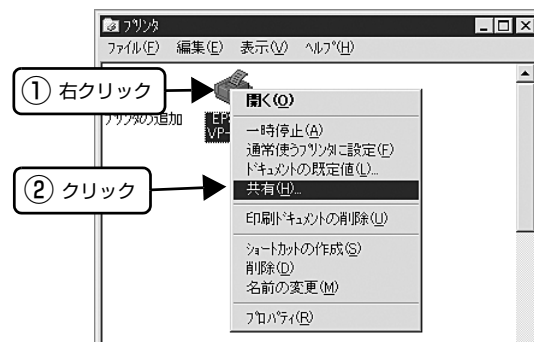 プリンタ
ファイル(F) 編集(E) 表示(V) ヘルプ(H)
① 右クリック
プリンタの追加
EP
VP-
開く(O)
一時停止(A)
通常使うプリンタに設定(F)
ドキュメントの既定値(L)...
② クリック
共有(H)...
印刷ドキュメントの削除(U)
ショートカットの作成(S)
削除(D)
名前の変更(M)
プロパティ(R)